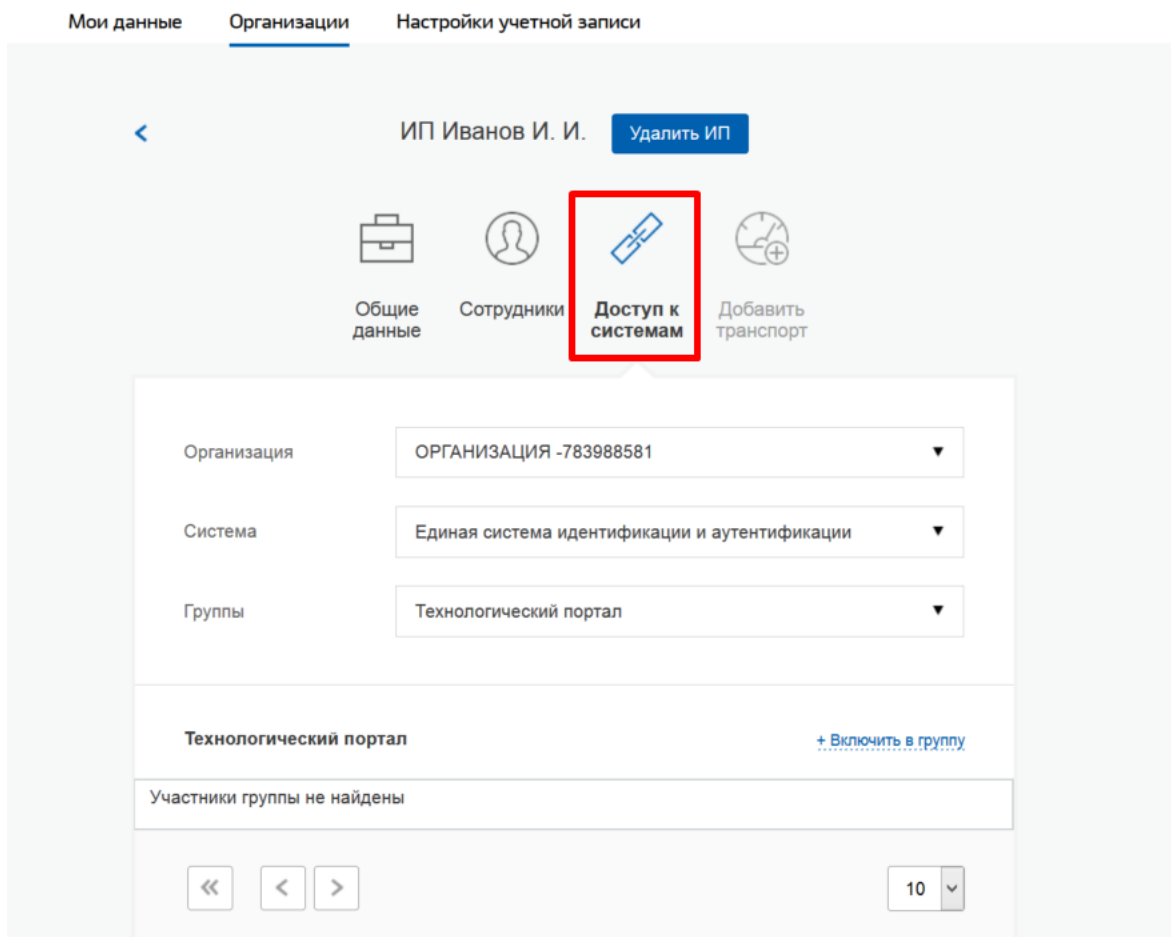 Мои данные Организации Настройки учетной записи
ИП Иванов И. И. Удалить ИП
Общие данные
Сотрудники
Доступк системам
Добавить транспорт
Организация ОРГАНИЗАЦИЯ -783988581
Система Единая система идентификации и аутентификации
Группы Технологический портал
Технологический портал + Включить в группу
Участники группы не найдены
10